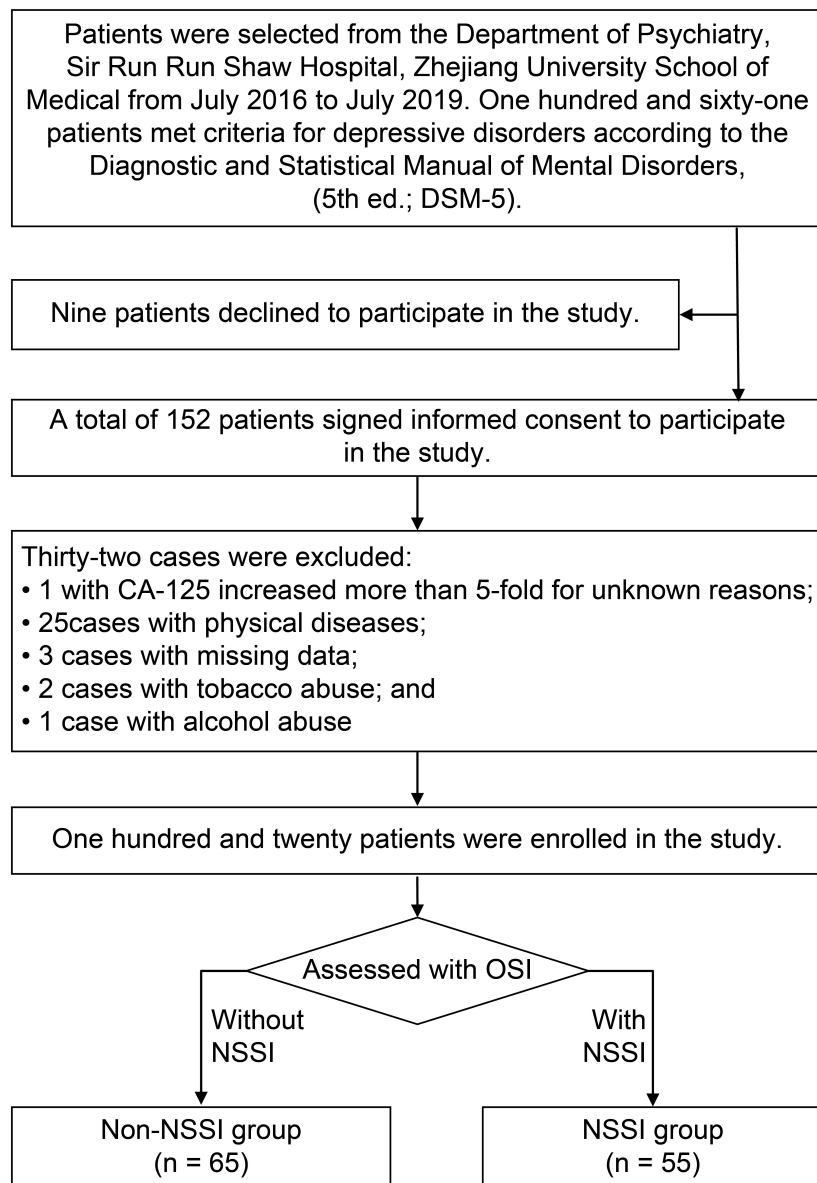 Patients were selected from the Department of Psychiatry,
Sir Run Run Shaw Hospital, Zhejiang University School of
Medical from July 2016 to July 2019. One hundred and sixty-one
patients met criteria for depressive disorders according to the
Diagnostic and Statistical Manual of Mental Disorders,
(5th ed.; DSM-5).
Nine patients declined to participate in the study.
A total of 152 patients signed informed consent to participate
in the study.
Thirty-two cases were excluded:
• 1 with CA-125 increased more than 5-fold for unknown reasons;
• 25cases with physical diseases;
• 3 cases with missing data;
• 2 cases with tobacco abuse; and
• 1 case with alcohol abuse
One hundred and twenty patients were enrolled in the study.
Assessed with OSI
Without
NSSI
With
NSSI
Non-NSSI group
(n = 65)
NSSI group
(n = 55)